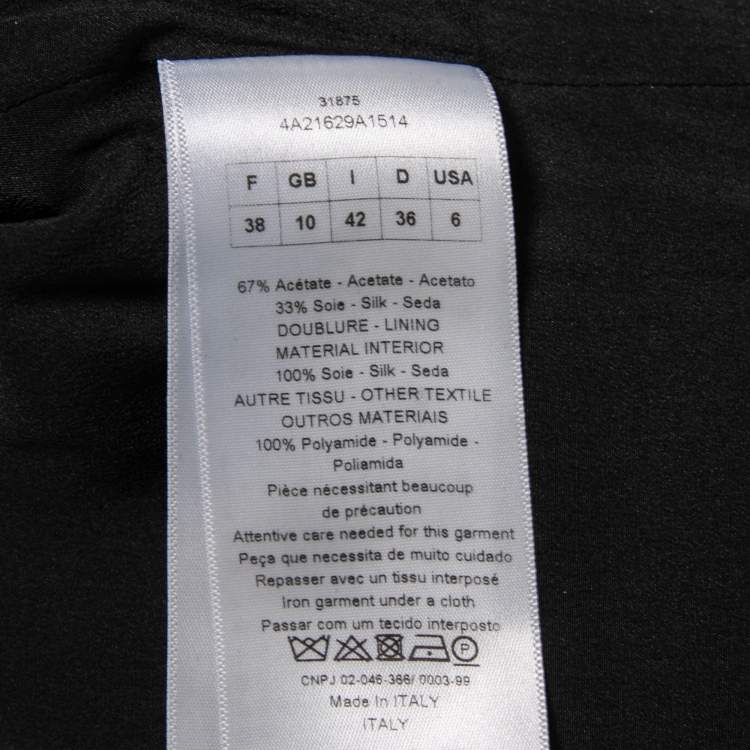 31875
4A21629A1514
F GB I D USA
38 10 42 36 6
67% Acétate - Acetate - Acetato
33% Soie - Silk - Seda
DOUBLURE - LINING
MATERIAL INTERIOR
100% Soie - Silk - Seda
AUTRE TISSU - OTHER TEXTILE
OUTROS MATERIAIS
100% Polyamide - Polyamide -
Poliamida
Pièce nécessitant beaucoup
de précaution
Attentive care needed for this garment
Peça que necessita de muito cuidado
Repasser avec un tissu interposé
Iron garment under a cloth
Passar com um tecido interposto
P
CNPJ 02-046-366/ 0003-99
Made In ITALY
ITALY